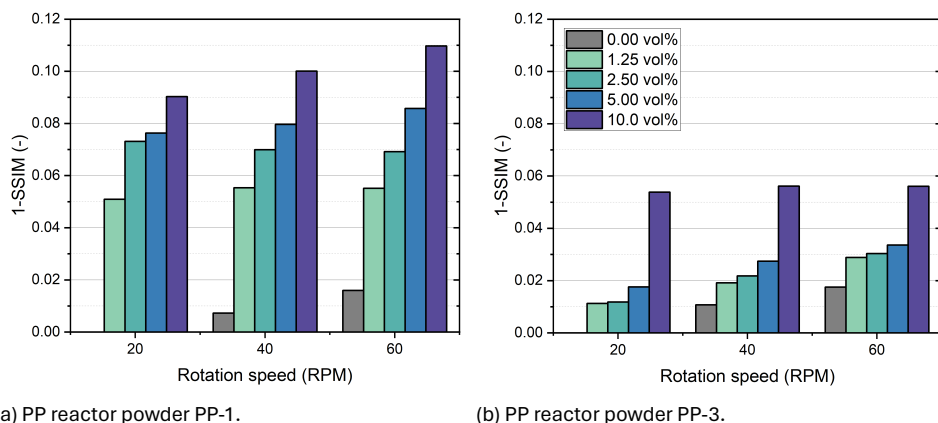 0.12
0.10
0.08
0.06
0.04
0.02
0.00
1-SSIM (-)
20 40 60
Rotation speed (RPM)
a) PP reactor powder PP-1.
0.12
0.10
0.08
0.06
0.04
0.02
0.00
1-SSIM (-)
0.00 vol%
1.25 vol%
2.50 vol%
5.00 vol%
10.0 vol%
20 40 60
Rotation speed (RPM)
(b) PP reactor powder PP-3.